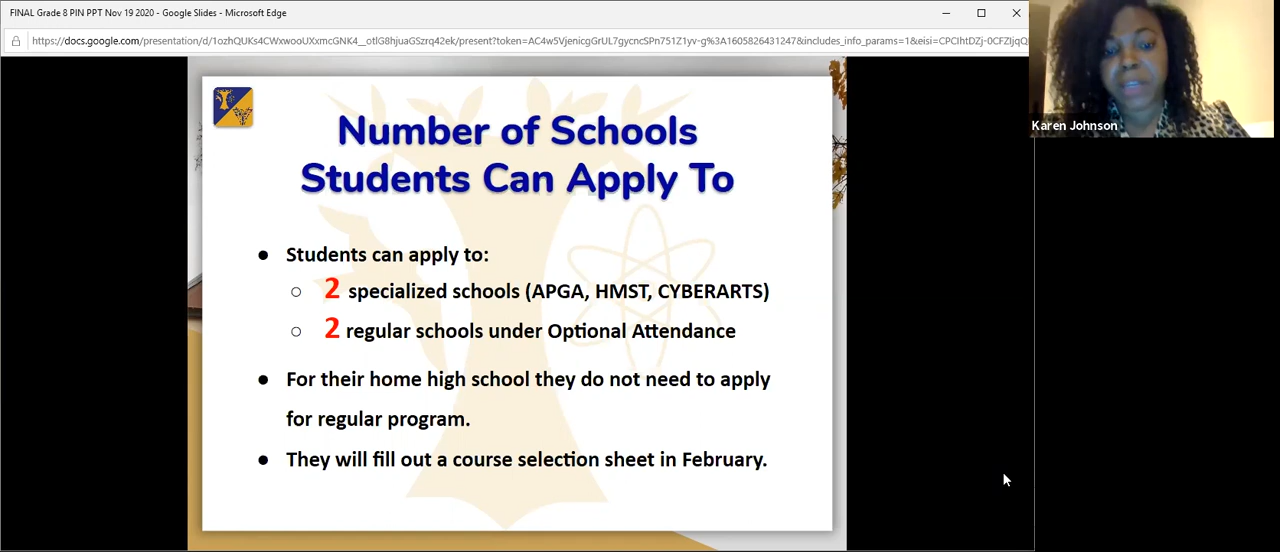 FINAL Grade 8 PIN PPT Nov 19 2020 - Google Slides - Microsoft Edge
https://docs.google.com/presentation/d/1ozhQUKs4CWxwooUXxmcGNK4__otlG8hjuaGSzrq42ek/present?token=AC4w5VjenicgGrUL7gycncSPn751Z1yv-g%3A1605826431247&includes_info_params=1&eisi=CPCIhtDZj-0CFZIjqQ
Karen Johnson
Number of Schools
Students Can Apply To
● Students can apply to:
○ 2 specialized schools (APGA, HMST, CYBERARTS)
○ 2 regular schools under Optional Attendance
● For their home high school they do not need to apply
for regular program.
● They will fill out a course selection sheet in February.